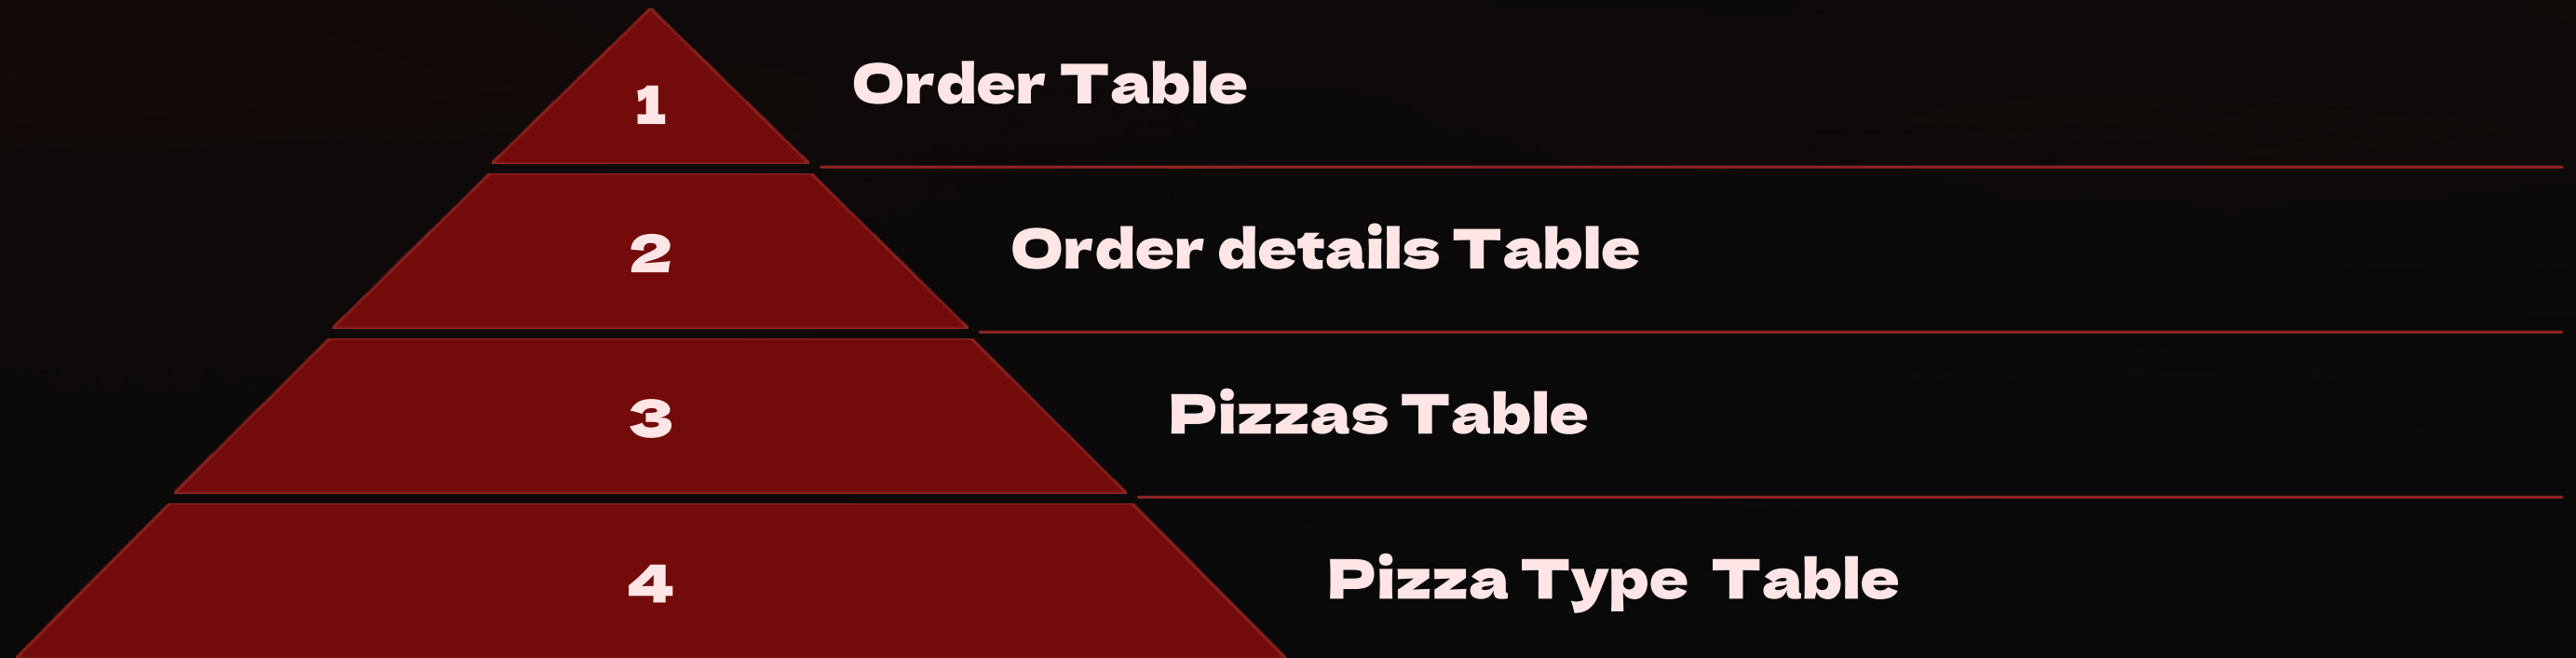 1
Order Table
2
Order details Table
3
Pizzas Table
4
Pizza Type Table